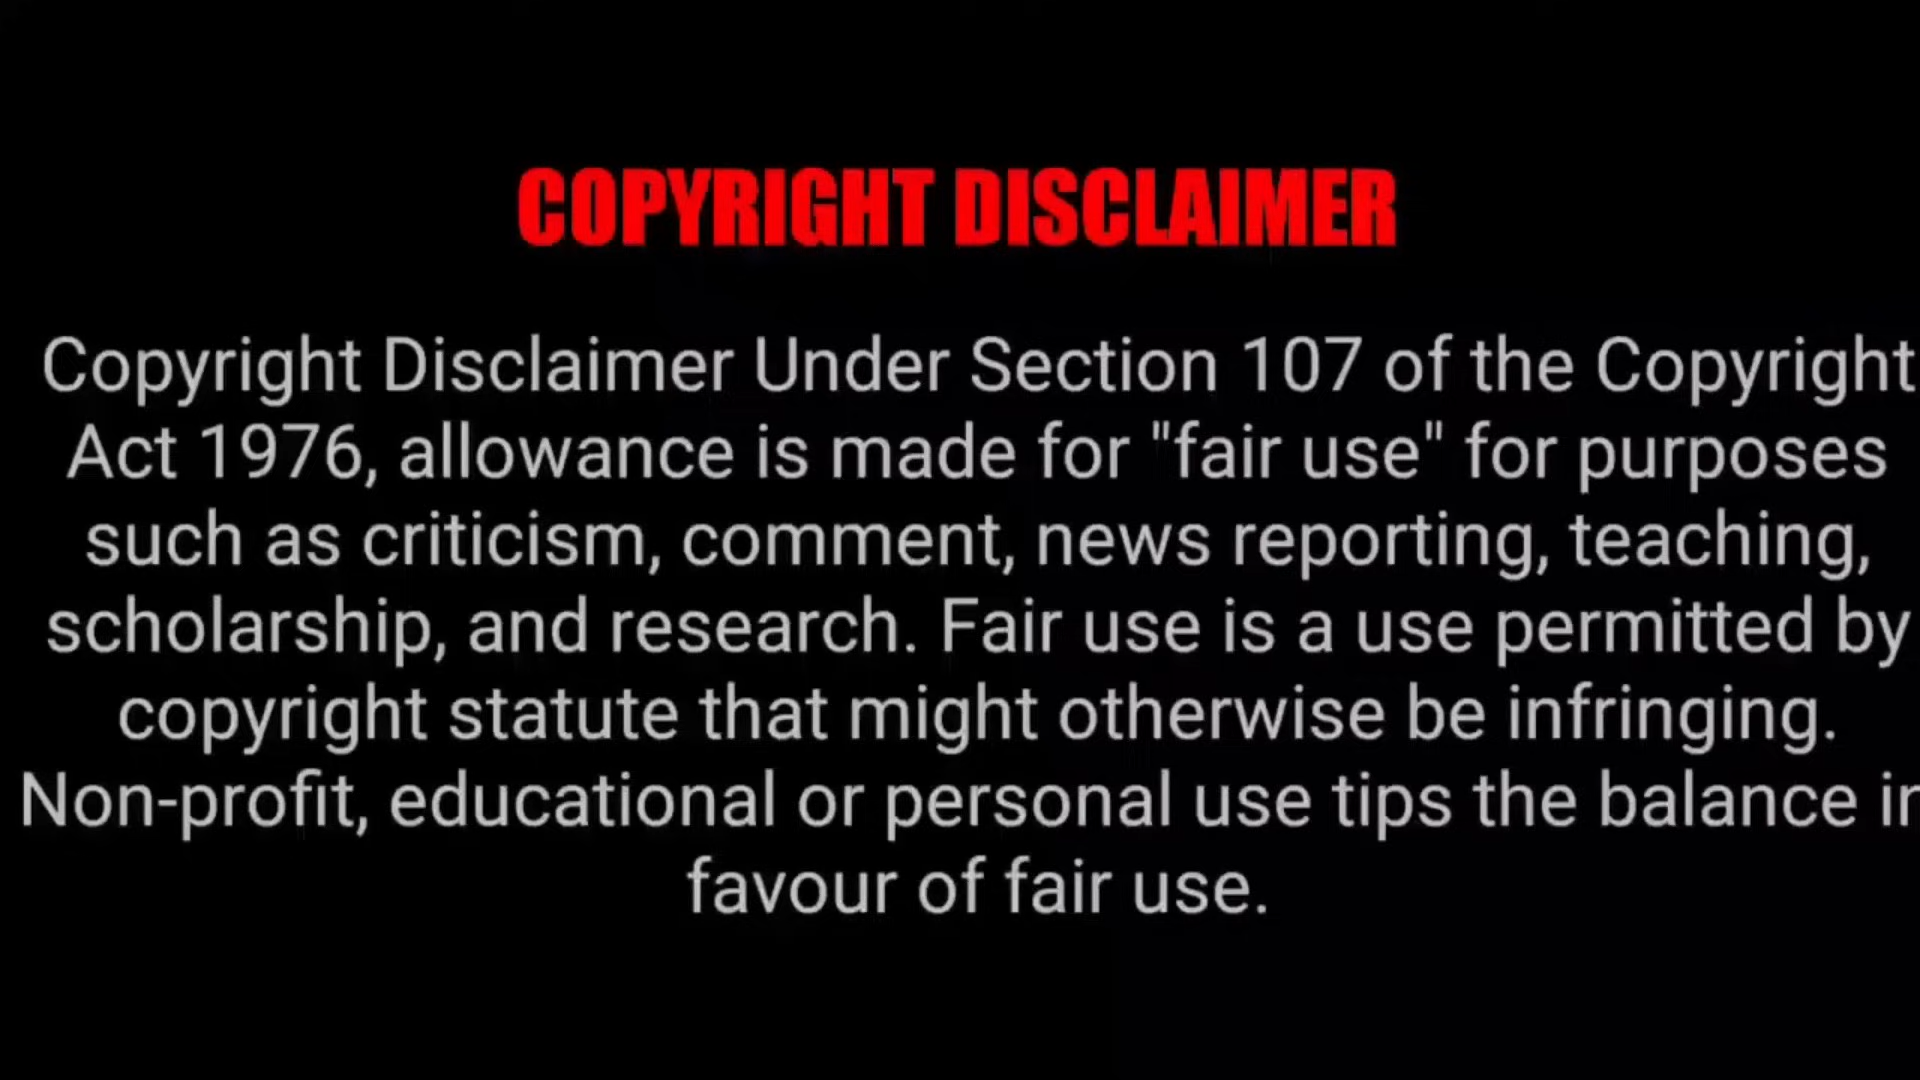 COPYRIGHT DISCLAIMER
Copyright Disclaimer Under Section 107 of the Copyright
Act 1976, allowance is made for "fair use" for purposes
such as criticism, comment, news reporting, teaching,
scholarship, and research. Fair use is a use permitted by
copyright statute that might otherwise be infringing.
Non-profit, educational or personal use tips the balance in
favour of fair use.